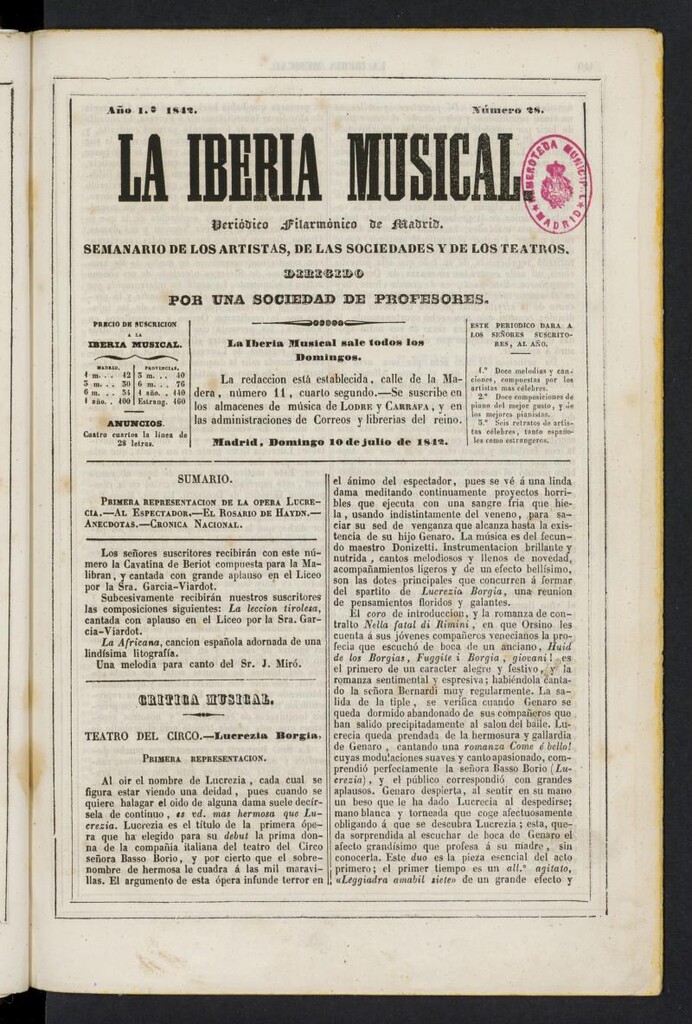 Año 1.º 1842.
Número 28.
LA IBERIA MUSICAL.
HEMEROTECA MUNICIPAL
★ MADRID ★
Periódico Filarmónico de Madrid.
SEMANARIO DE LOS ARTISTAS, DE LAS SOCIEDADES Y DE LOS TEATROS.
DIRIGIDO
POR UNA SOCIEDAD DE PROFESORES.
PRECIO DE SUSCRICION
A LA
IBERIA MUSICAL.
MADRID.
1 m. . . 12
3 m. . . 30
6 m. . . 54
1 año. . 100
PROVINCIAS.
3 m. . . 40
6 m. . . 76
1 año. . 140
Estrang. 160
ANUNCIOS.
Cuatro cuartos la línea de
28 letras.
La Iberia Musical sale todos los
Domingos.
La redaccion está establecida, calle de la Ma-
dera, número 11, cuarto segundo.—Se suscribe en
los almacenes de música de LODRE y CARRAFA, y en
las administraciones de Correos y librerias del reino.
Madrid, Domingo 10 de julio de 1842.
ESTE PERIODICO DARA A
LOS SEÑORES SUSCRITO-
RES, AL AÑO.
1.º Doce melodías y can-
ciones, compuestas por los
artistas mas célebres.
2.º Doce composiciones de
piano del mejor gusto, y de
los mejores pianistas.
3.º Seis retratos de artis-
tas célebres, tanto españo-
les como estrangeros.
SUMARIO.
PRIMERA REPRESENTACION DE LA OPERA LUCRE-
CIA.—AL ESPECTADOR.—EL ROSARIO DE HAYDN.—
ANECDOTAS.—CRONICA NACIONAL.
Los señores suscritores recibirán con este nú-
mero la Cavatina de Beriot compuesta para la Ma-
libran, y cantada con grande aplauso en el Liceo
por la Sra. Garcia-Viardot.
Subcesivamente recibirán nuestros suscritores
las composiciones siguientes: La leccion tirolesa,
cantada con aplauso en el Liceo por la Sra. Gar-
cia-Viardot.
La Africana, cancion española adornada de una
lindísima litografía.
Una melodia para canto del Sr. J. Miró.
CRITICA MUSICAL.
TEATRO DEL CIRCO.—Lucrezia Borgia.
PRIMERA REPRESENTACION.
Al oir el nombre de Lucrezia, cada cual se
figura estar viendo una deidad, pues cuando se
quiere halagar el oido de alguna dama suele decír-
sela de contínuo, es vd. mas hermosa que Lu-
crezia. Lucrezia es el título de la primera ópe-
ra que ha elegido para su debut la prima don-
na de la compañía italiana del teatro del Circo
señora Basso Borio, y por cierto que el sobre-
nombre de hermosa le cuadra á las mil maravi-
llas. El argumento de esta ópera infunde terror en
el ánimo del espectador, pues se vé á una linda
dama meditando continuamente proyectos horri-
bles que ejecuta con una sangre fria que hie-
la, usando indistintamente del veneno, para sa-
ciar su sed de venganza que alcanza hasta la exis-
tencia de su hijo Genaro. La música es del fecun-
do maestro Donizetti. Instrumentacion brillante y
nutrida, cantos melodiosos y llenos de novedad,
acompañamientos ligeros y de un efecto bellísimo,
son las dotes principales que concurren á formar
del spartito de Lucrezia Borgia, una reunion
de pensamientos floridos y galantes.
El coro de introduccion, y la romanza de con-
tralto Nella fatal di Rimini, en que Orsino les
cuenta á sus jóvenes compañeros venecianos la pro-
fecía que escuchó de boca de un anciano, Huid
de los Borgias, Fuggite i Borgia, giovani! es
el primero de un caracter alegre y festivo, y la
romanza sentimental y espresiva; habiéndola canta-
do la señora Bernardi muy regularmente. La sa-
lida de la tiple, se verifica cuando Genaro se
queda dormido abandonado de sus compañeros que
han salido precipitadamente al salon del baile. Lu-
crecia queda prendada de la hermosura y gallardia
de Genaro, cantando una romanza Come é bello!
cuyas modulaciones suaves y canto apasionado, com-
prendió perfectamente la señora Basso Borio (Lu-
crezia), y el público correspondió con grandes
aplausos. Genaro despierta, al sentir en su mano
un beso que le ha dado Lucrecia al despedirse;
mano blanca y torneada que coge afectuosamente
obligando á que se descubra Lucrezia; esta, que-
da sorprendida al escuchar de boca de Genaro el
afecto grandísimo que profesa á su madre, sin
conocerla. Este duo es la pieza esencial del acto
primero; el primer tiempo es un all.º agitato,
«Leggiadra amabil siete» de un grande efecto y